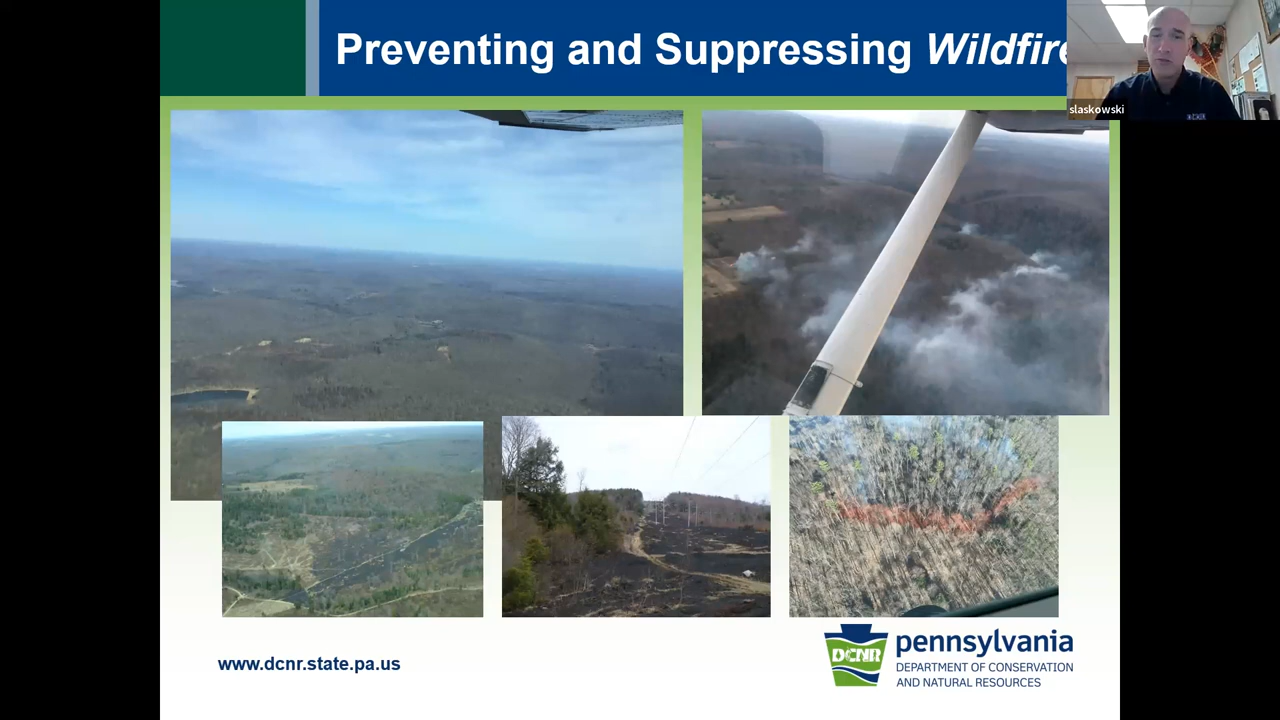 Preventing and Suppressing Wildfire
slaskowski
www.dcnr.state.pa.us
DCNR
pennsylvania
DEPARTMENT OF CONSERVATION
AND NATURAL RESOURCES